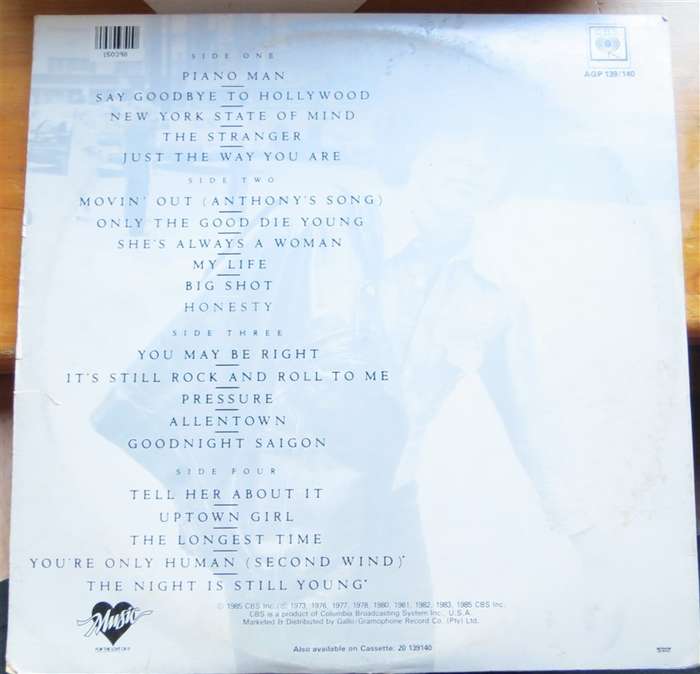 150298
CBS
AGP 139/140
SIDE ONE
PIANO MAN
SAY GOODBYE TO HOLLYWOOD
NEW YORK STATE OF MIND
THE STRANGER
JUST THE WAY YOU ARE
SIDE TWO
MOVIN' OUT (ANTHONY'S SONG)
ONLY THE GOOD DIE YOUNG
SHE'S ALWAYS A WOMAN
MY LIFE
BIG SHOT
HONESTY
SIDE THREE
YOU MAY BE RIGHT
IT'S STILL ROCK AND ROLL TO ME
PRESSURE
ALLENTOWN
GOODNIGHT SAIGON
SIDE FOUR
TELL HER ABOUT IT
UPTOWN GIRL
THE LONGEST TIME
YOU'RE ONLY HUMAN (SECOND WIND)*
THE NIGHT IS STILL YOUNG*
© 1985 CBS Inc./℗ 1973, 1976, 1977, 1978, 1980, 1981, 1982, 1983, 1985 CBS Inc.
CBS is a product of Columbia Broadcasting System Inc., U.S.A.
Marketed & Distributed by Gallo-Gramophone Record Co. (Pty) Ltd.
Music
FOR THE LOVE OF IT
Also available on Cassette: ZO 139140